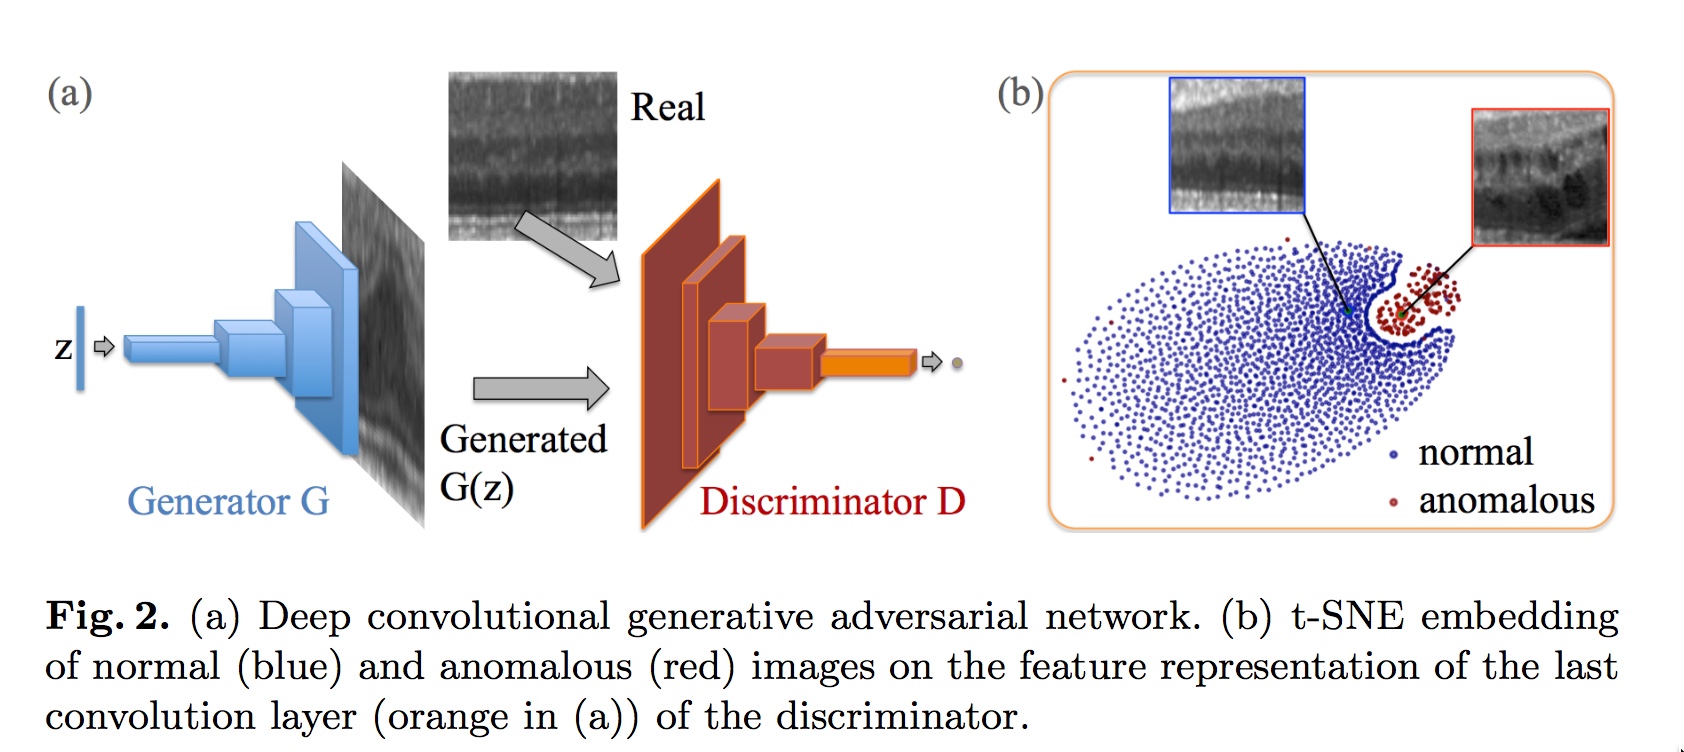 (a)
Real
z
Generated
G(z)
Generator G
Discriminator D
(b)
normal
anomalous
Fig. 2. (a) Deep convolutional generative adversarial network. (b) t-SNE embedding
of normal (blue) and anomalous (red) images on the feature representation of the last
convolution layer (orange in (a)) of the discriminator.